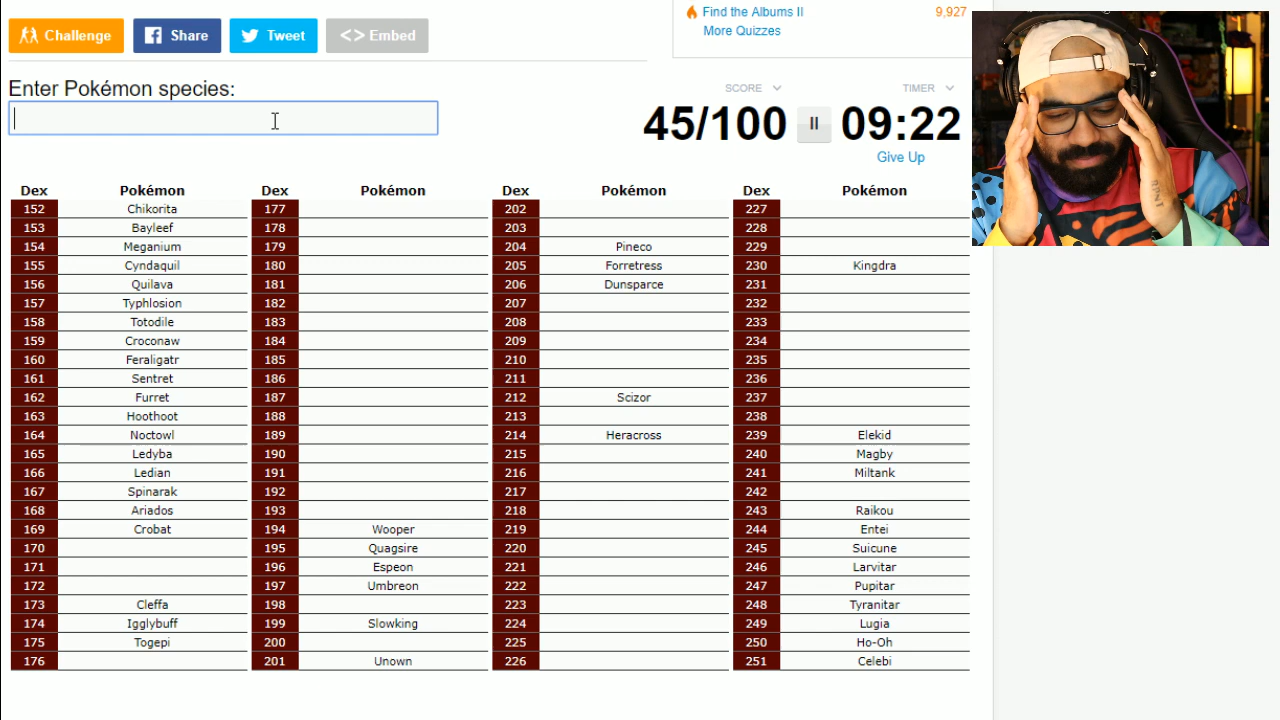 Find the Albums II 9,927
More Quizzes
Challenge Share Tweet <> Embed
Enter Pokémon species:
SCORE TIMER
45/100 09:22
Give Up
Dex Pokémon Dex Pokémon Dex Pokémon Dex Pokémon
152 Chikorita 177 202 227
153 Bayleef 178 203 228
154 Meganium 179 204 Pineco 229
155 Cyndaquil 180 205 Forretress 230 Kingdra
156 Quilava 181 206 Dunsparce 231
157 Typhlosion 182 207 232
158 Totodile 183 208 233
159 Croconaw 184 209 234
160 Feraligatr 185 210 235
161 Sentret 186 211 236
162 Furret 187 212 Scizor 237
163 Hoothoot 188 213 238
164 Noctowl 189 214 Heracross 239 Elekid
165 Ledyba 190 215 240 Magby
166 Ledian 191 216 241 Miltank
167 Spinarak 192 217 242
168 Ariados 193 218 243 Raikou
169 Crobat 194 Wooper 219 244 Entei
170 195 Quagsire 220 245 Suicune
171 196 Espeon 221 246 Larvitar
172 197 Umbreon 222 247 Pupitar
173 Cleffa 198 223 248 Tyranitar
174 Igglybuff 199 Slowking 224 249 Lugia
175 Togepi 200 225 250 Ho-Oh
176 201 Unown 226 251 Celebi